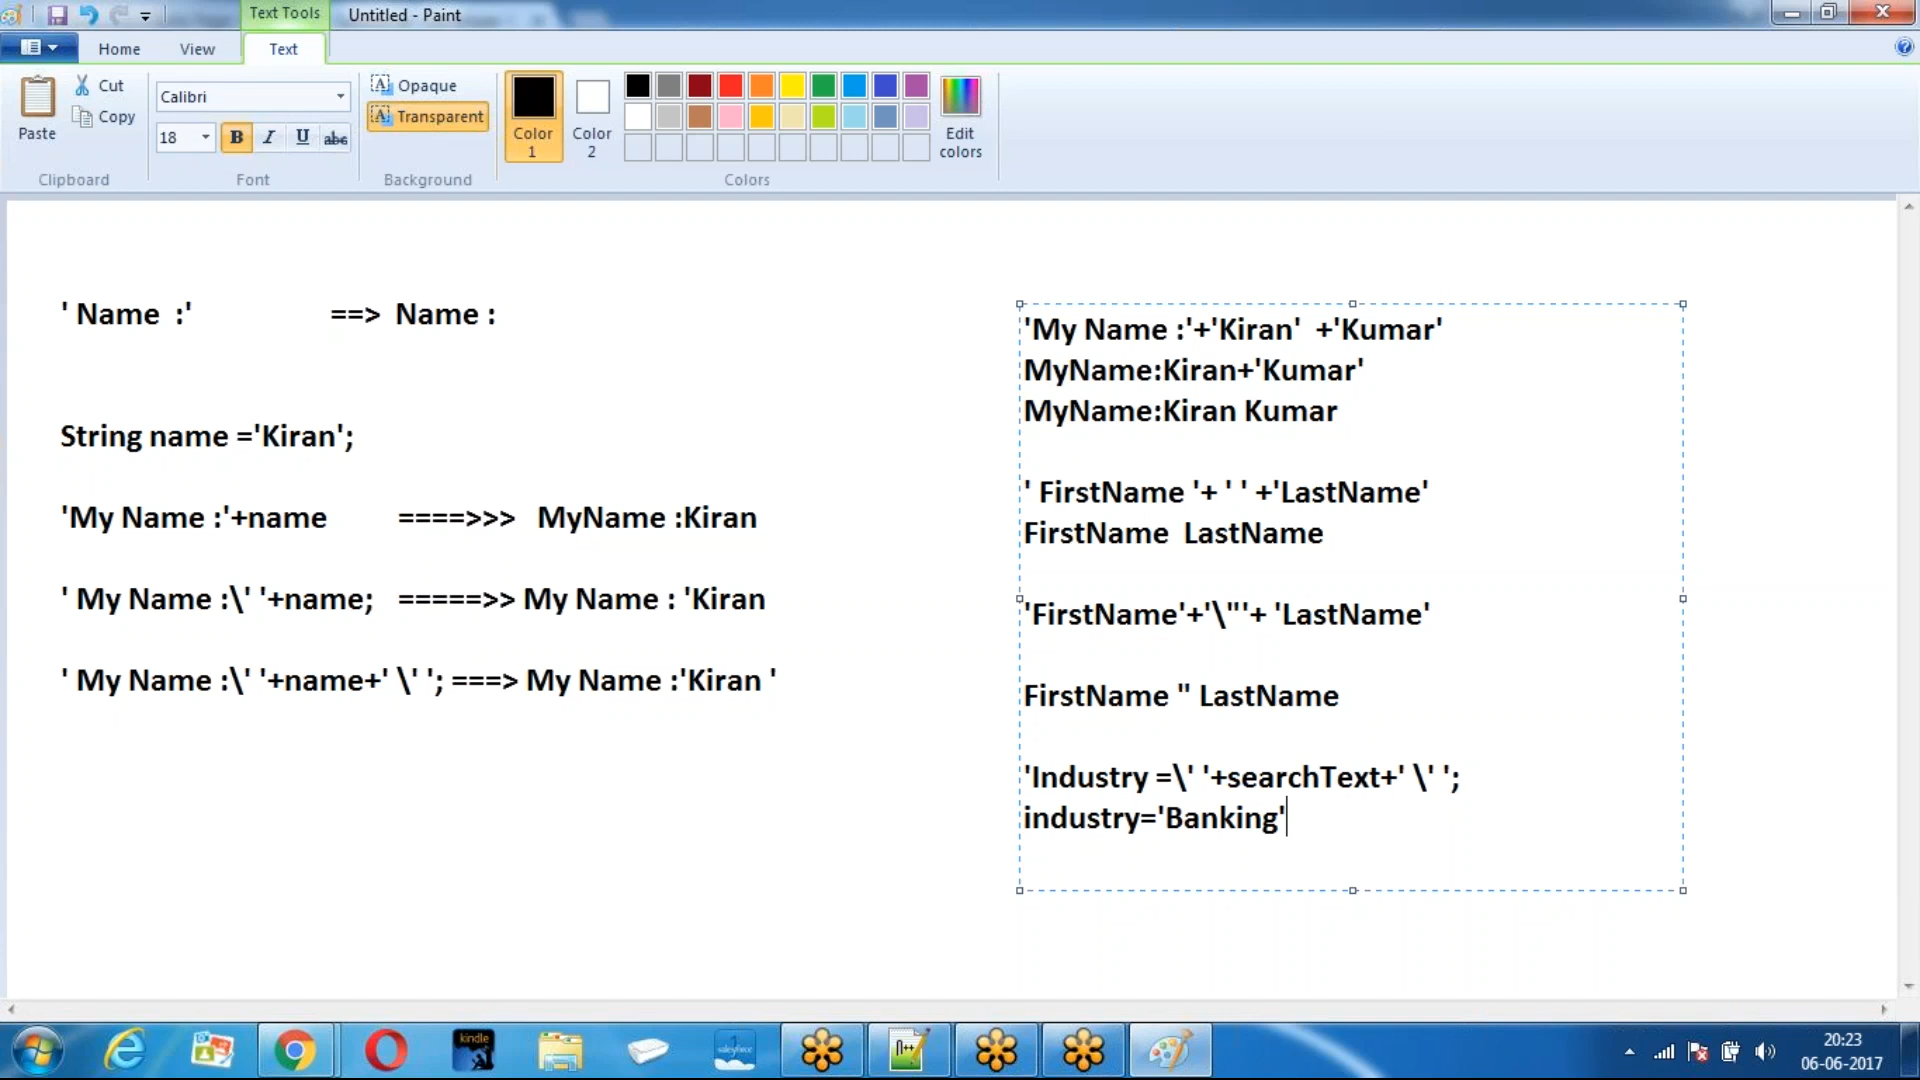 Text Tools
Untitled - Paint
Home
View
Text
Paste
Cut
Copy
Clipboard
Calibri
18
B
I
U
abc
Font
Opaque
Transparent
Background
Color
1
Color
2
Edit
colors
Colors
' Name  :'  ==>  Name :
String name ='Kiran';
'My Name :'+name  ====>>>  MyName :Kiran
' My Name :\' '+name;  =====>> My Name : 'Kiran
' My Name :\' '+name+' \' '; ===> My Name :'Kiran '
'My Name :'+'Kiran'  +'Kumar'
MyName:Kiran+'Kumar'
MyName:Kiran Kumar
' FirstName '+ ' ' +'LastName'
FirstName  LastName
'FirstName'+'\"'+ 'LastName'
FirstName " LastName
'Industry =\' '+searchText+' \' ';
industry='Banking'
kindle
salesforce
20:23
06-06-2017